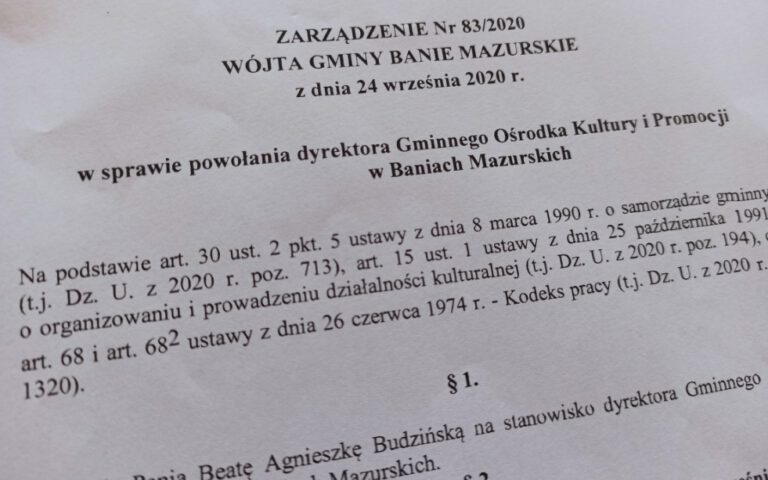 ZARZĄDZENIE Nr 83/2020
WÓJTA GMINY BANIE MAZURSKIE
z dnia 24 września 2020 r.
w sprawie powołania dyrektora Gminnego Ośrodka Kultury i Promocji
w Baniach Mazurskich
Na podstawie art. 30 ust. 2 pkt. 5 ustawy z dnia 8 marca 1990 r. o samorządzie gminny
(t.j. Dz. U. z 2020 r. poz. 713), art. 15 ust. 1 ustawy z dnia 25 października 1991
o organizowaniu i prowadzeniu działalności kulturalnej (t.j. Dz. U. z 2020 r. poz. 194),
art. 68 i art. 68² ustawy z dnia 26 czerwca 1974 r. - Kodeks pracy (t.j. Dz. U. z 2020 r.
1320).
§ 1.
Panią Beatę Agnieszkę Budzińską na stanowisko dyrektora Gminnego
Mazurskich.
§ 2